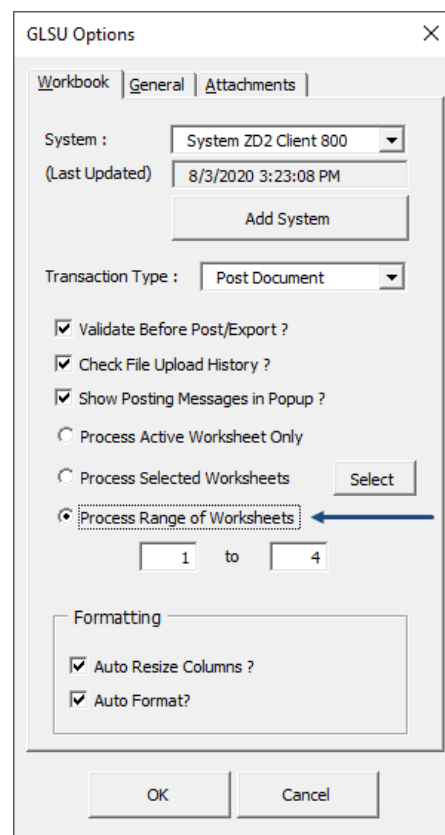 GLSU Options
Workbook General Attachments
System : System ZD2 Client 800
(Last Updated) 8/3/2020 3:23:08 PM
Add System
Transaction Type : Post Document
Validate Before Post/Export ?
Check File Upload History ?
Show Posting Messages in Popup ?
Process Active Worksheet Only
Process Selected Worksheets Select
Process Range of Worksheets
1 to 4
Formatting
Auto Resize Columns ?
Auto Format?
OK Cancel